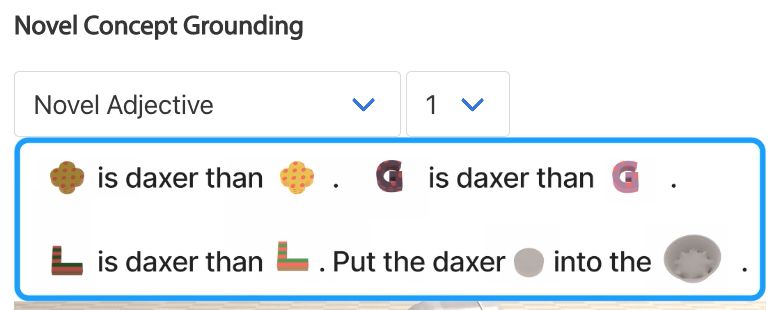 Novel Concept Grounding
Novel Adjective 1
is daxer than . G is daxer than G .
L is daxer than L . Put the daxer into the .